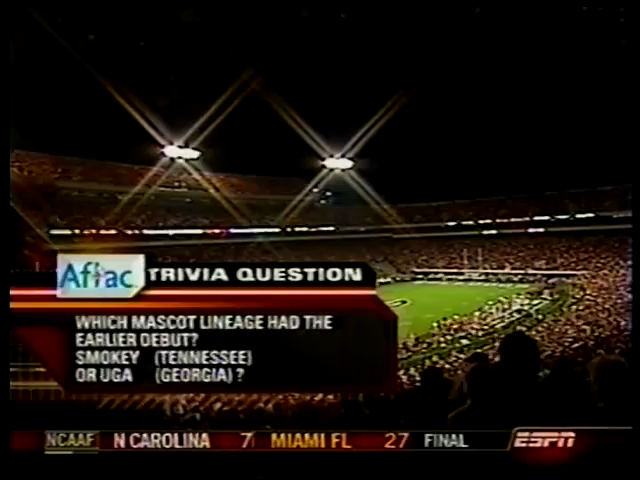 Aflac TRIVIA QUESTION
WHICH MASCOT LINEAGE HAD THE
EARLIER DEBUT?
SMOKEY (TENNESSEE)
OR UGA (GEORGIA)?
NCAAF N CAROLINA 7 MIAMI FL 27 FINAL ESPN